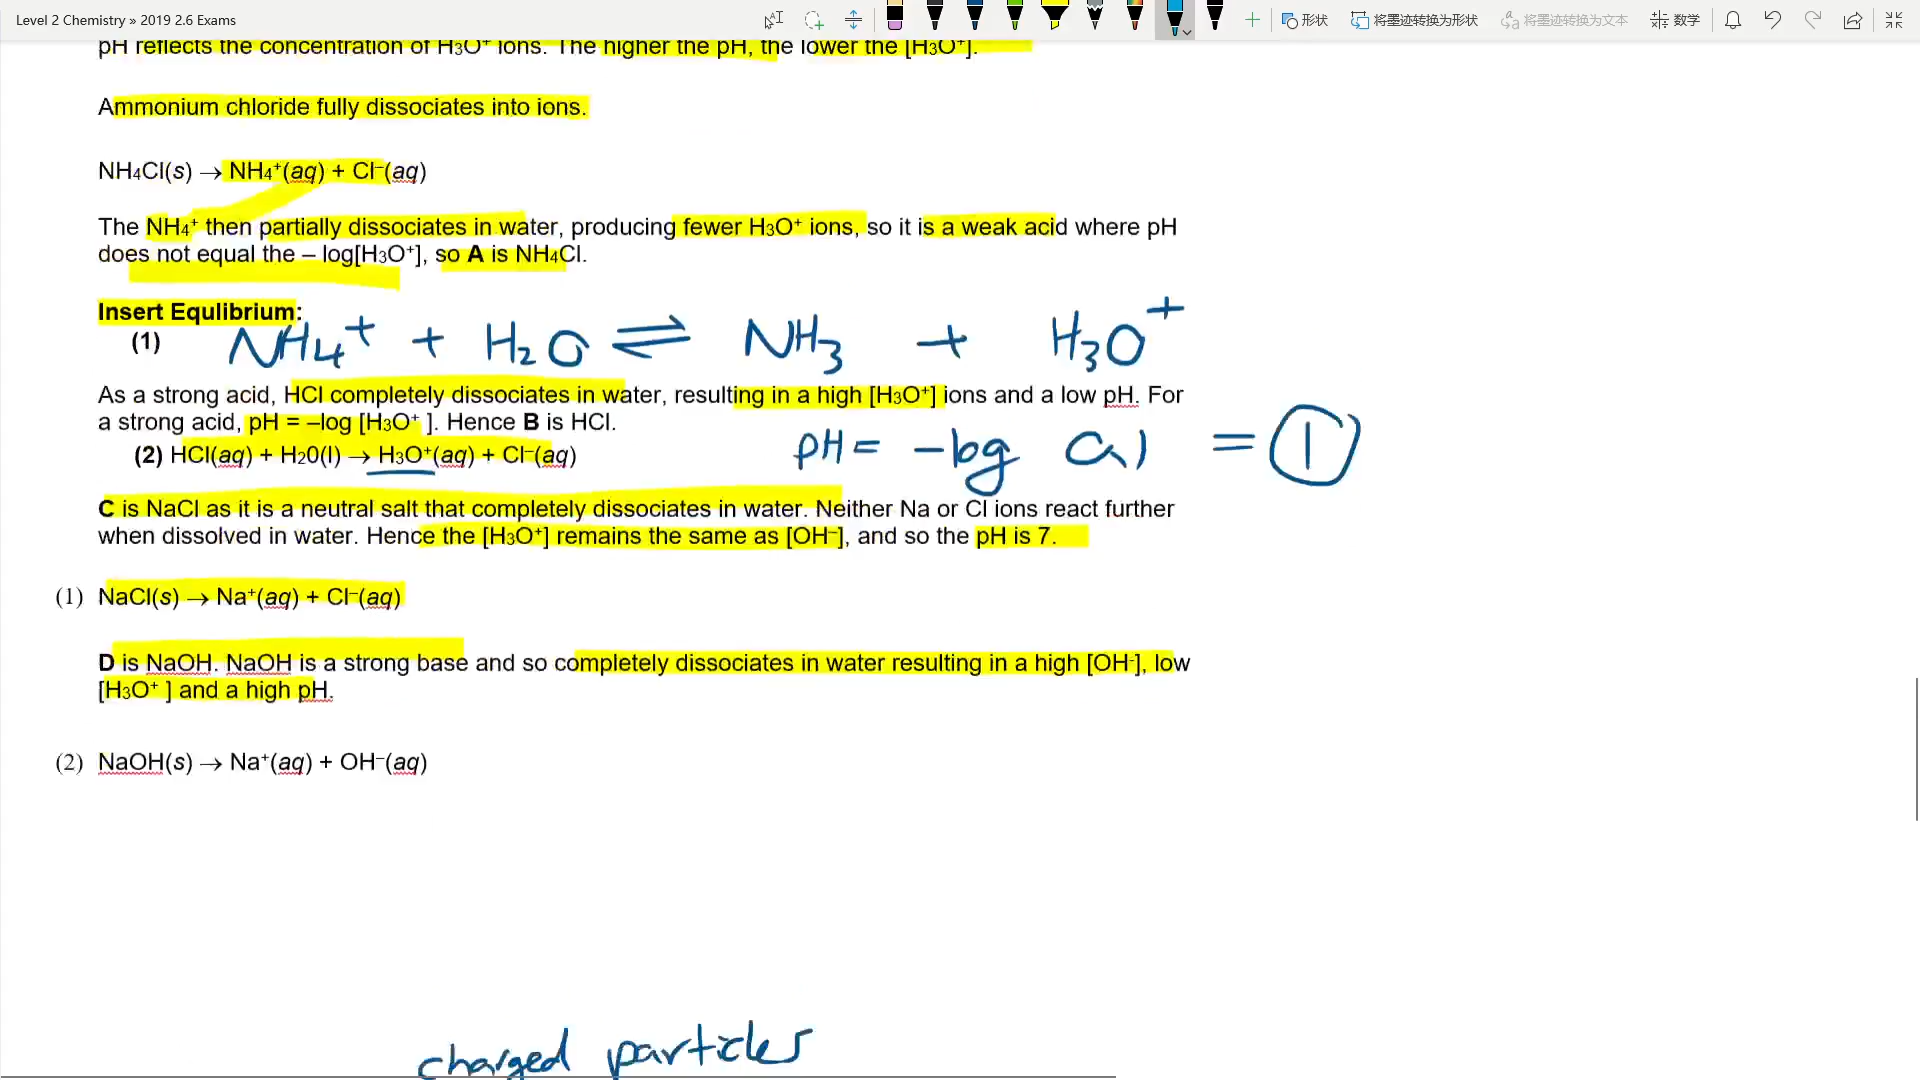 Level 2 Chemistry » 2019 2.6 Exams
形状 将墨迹转换为形状 将墨迹转换为文本 数学
pH reflects the concentration of H3O⁺ ions. The higher the pH, the lower the [H3O⁺].
Ammonium chloride fully dissociates into ions.
NH4Cl(s) → NH4⁺(aq) + Cl⁻(aq)
The NH4⁺ then partially dissociates in water, producing fewer H3O⁺ ions, so it is a weak acid where pH
does not equal the – log[H3O⁺], so A is NH4Cl.
Insert Equlibrium:
(1) NH4⁺ + H2O ⇌ NH3 + H3O⁺
As a strong acid, HCl completely dissociates in water, resulting in a high [H3O⁺] ions and a low pH. For
a strong acid, pH = –log [H3O⁺ ]. Hence B is HCl.
pH = -log 0.1 = 1
(2) HCl(aq) + H20(l) → H3O⁺(aq) + Cl⁻(aq)
C is NaCl as it is a neutral salt that completely dissociates in water. Neither Na or Cl ions react further
when dissolved in water. Hence the [H3O⁺] remains the same as [OH⁻], and so the pH is 7.
(1) NaCl(s) → Na⁺(aq) + Cl⁻(aq)
D is NaOH. NaOH is a strong base and so completely dissociates in water resulting in a high [OH⁻], low
[H3O⁺ ] and a high pH.
(2) NaOH(s) → Na⁺(aq) + OH⁻(aq)
charged particles